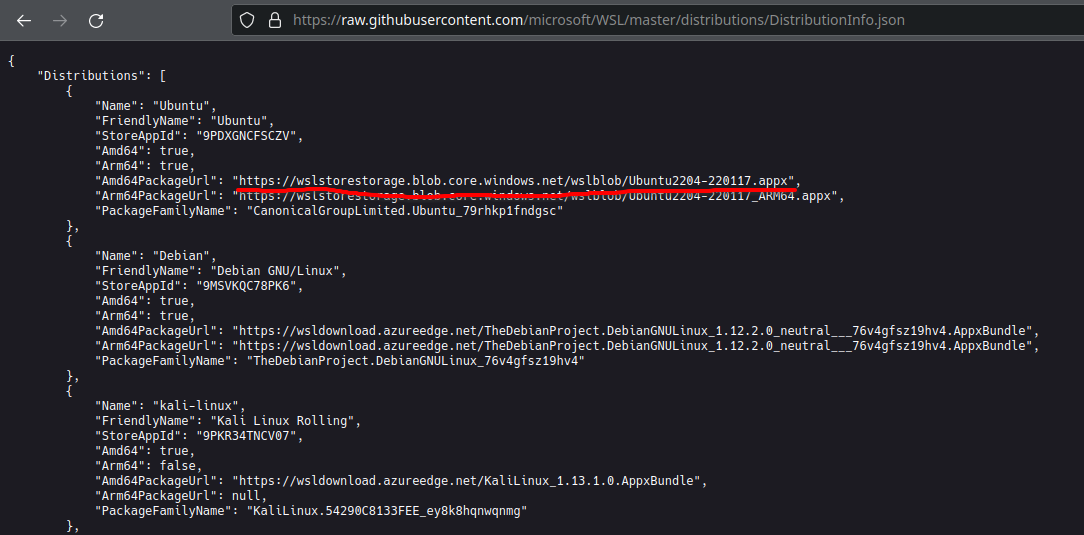 https://raw.githubusercontent.com/microsoft/WSL/master/distributions/DistributionInfo.json
{
    "Distributions": [
        {
            "Name": "Ubuntu",
            "FriendlyName": "Ubuntu",
            "StoreAppId": "9PDXGNCFSCZV",
            "Amd64": true,
            "Arm64": true,
            "Amd64PackageUrl": "https://wslstorestorage.blob.core.windows.net/wslblob/Ubuntu2204-220117.appx",
            "Arm64PackageUrl": "https://wslstorestorage.blob.core.windows.net/wslblob/Ubuntu2204-220117_ARM64.appx",
            "PackageFamilyName": "CanonicalGroupLimited.Ubuntu_79rhkp1fndgsc"
        },
        {
            "Name": "Debian",
            "FriendlyName": "Debian GNU/Linux",
            "StoreAppId": "9MSVKQC78PK6",
            "Amd64": true,
            "Arm64": true,
            "Amd64PackageUrl": "https://wsldownload.azureedge.net/TheDebianProject.DebianGNULinux_1.12.2.0_neutral___76v4gfsz19hv4.AppxBundle",
            "Arm64PackageUrl": "https://wsldownload.azureedge.net/TheDebianProject.DebianGNULinux_1.12.2.0_neutral___76v4gfsz19hv4.AppxBundle",
            "PackageFamilyName": "TheDebianProject.DebianGNULinux_76v4gfsz19hv4"
        },
        {
            "Name": "kali-linux",
            "FriendlyName": "Kali Linux Rolling",
            "StoreAppId": "9PKR34TNCV07",
            "Amd64": true,
            "Arm64": false,
            "Amd64PackageUrl": "https://wsldownload.azureedge.net/KaliLinux_1.13.1.0.AppxBundle",
            "Arm64PackageUrl": null,
            "PackageFamilyName": "KaliLinux.54290C8133FEE_ey8k8hqnwqnmg"
        },